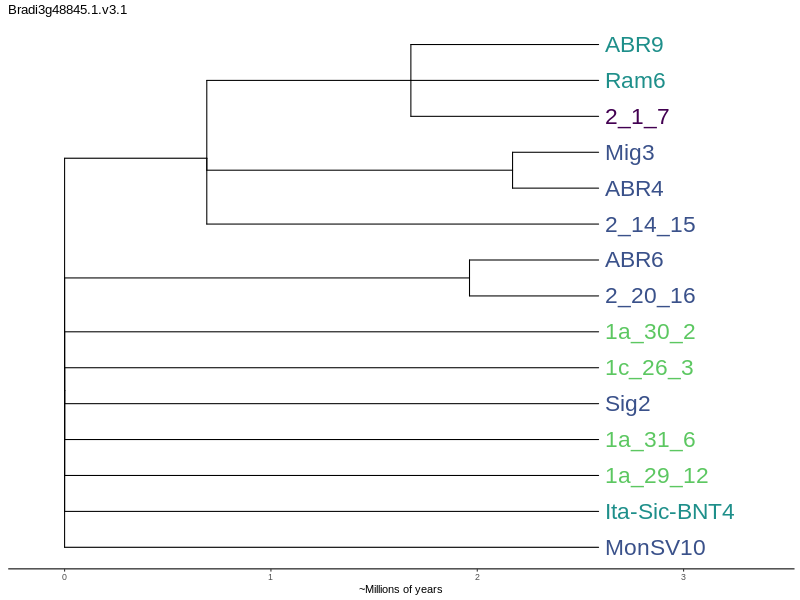 Bradi3g48845.1.v3.1
ABR9
Ram6
2_1_7
Mig3
ABR4
2_14_15
ABR6
2_20_16
1a_30_2
1c_26_3
Sig2
1a_31_6
1a_29_12
Ita-Sic-BNT4
MonSV10
0 1 2 3
~Millions of years